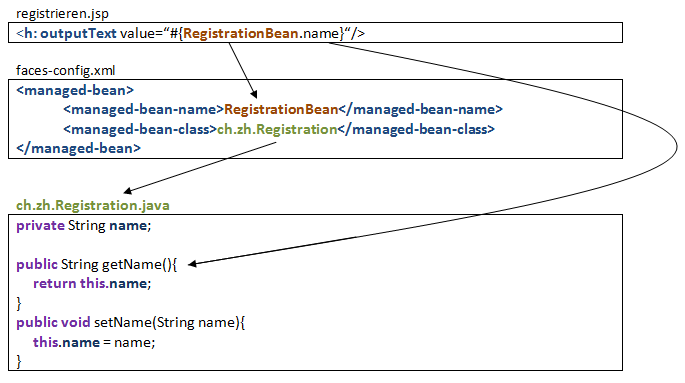 registrieren.jsp
<h: outputText value=“#{RegistrationBean.name}“/>
faces-config.xml
<managed-bean>
<managed-bean-name>RegistrationBean</managed-bean-name>
<managed-bean-class>ch.zh.Registration</managed-bean-class>
</managed-bean>
ch.zh.Registration.java
private String name;
public String getName(){
return this.name;
}
public void setName(String name){
this.name = name;
}